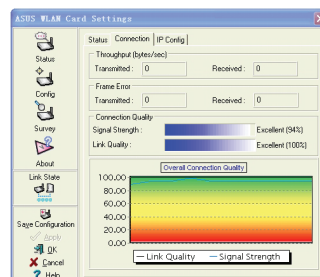 ASUS WLAN Card Settings
Status
Config
Survey
About
Link State
Save Configuration
Apply
OK
Cancel
Help
Status Connection IP Config
Throughput (bytes/sec)
Transmitted : 0 Received : 0
Frame Error
Transmitted : 0 Received : 0
Connection Quality
Signal Strength : Excellent (94%)
Link Quality : Excellent (100%)
Overall Connection Quality
100.00
80.00
60.00
40.00
20.00
0.00
Link Quality Signal Strength